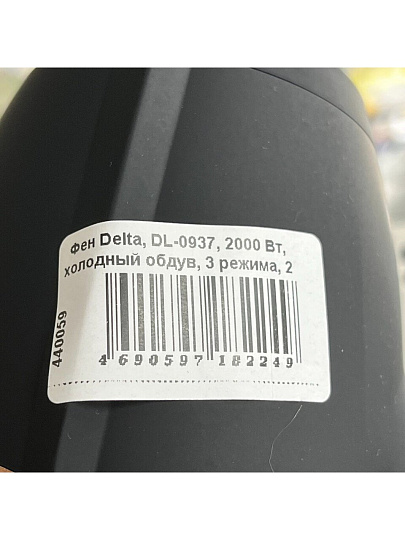 Фен Delta, DL-0937, 2000 Вт,
холодный обдув, 3 режима, 2
440059
4 690597 182249